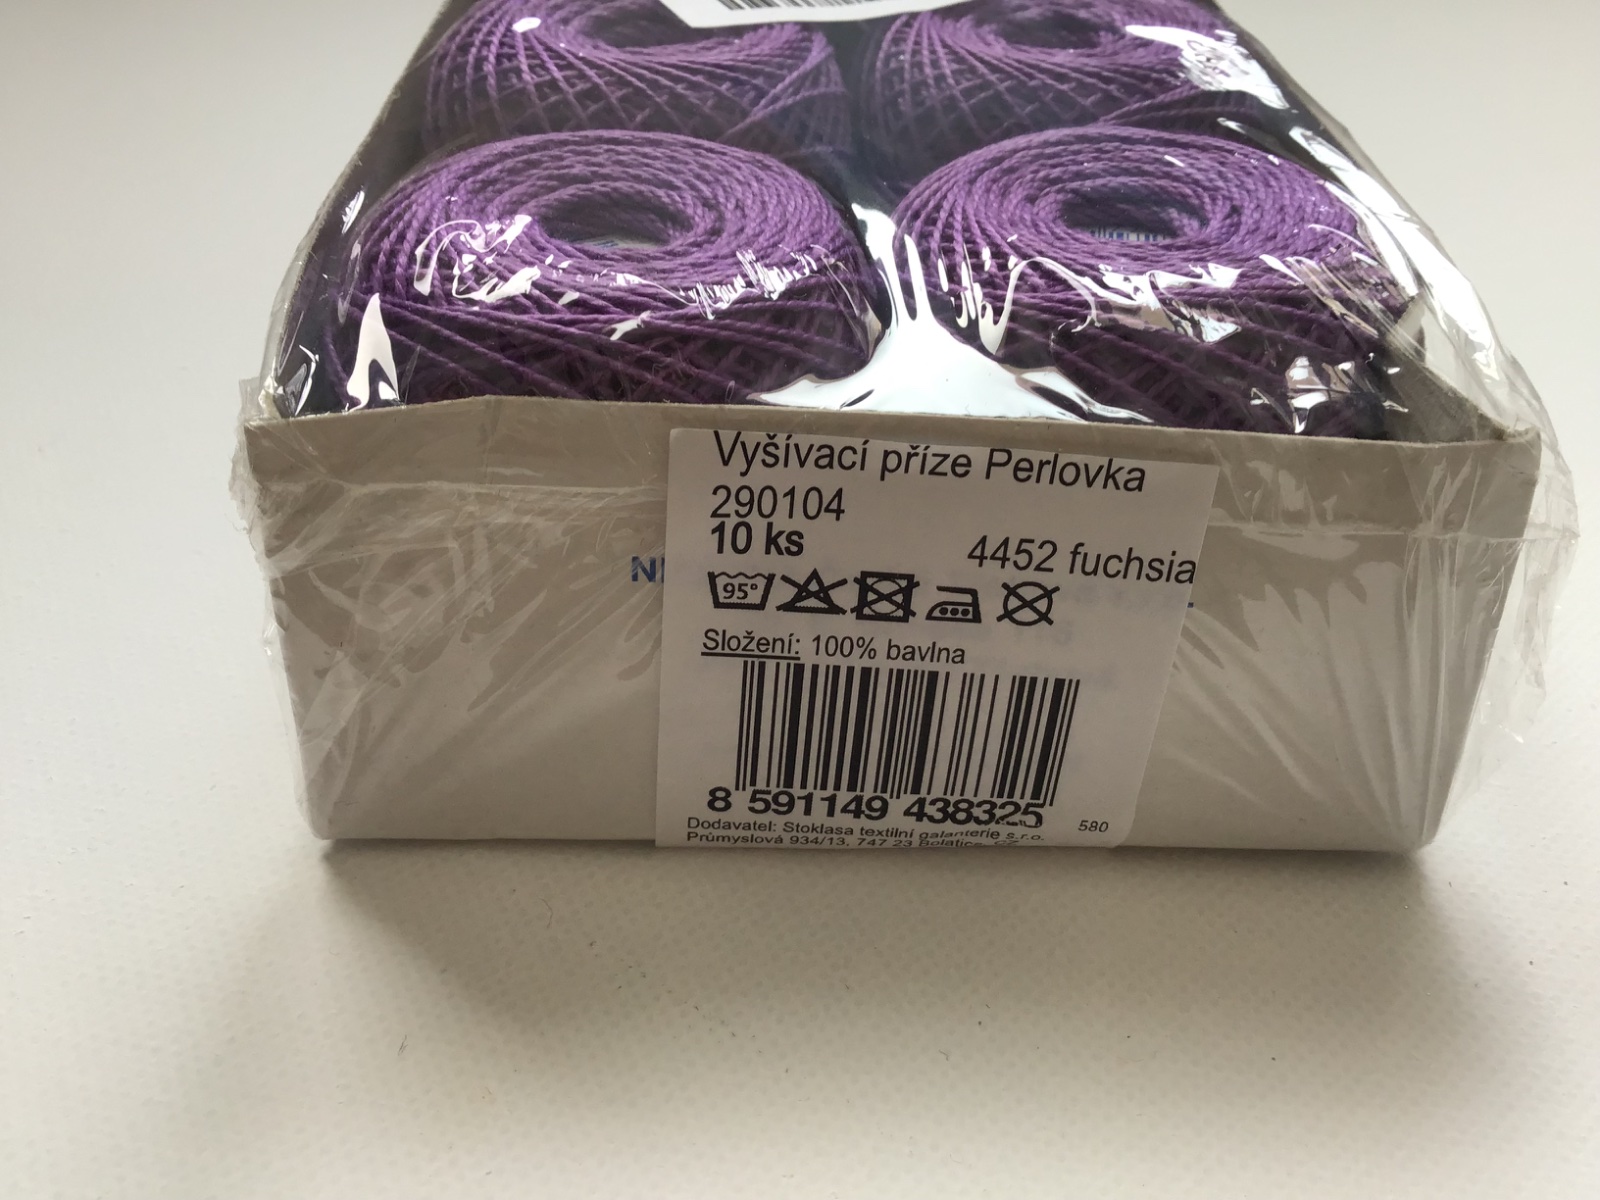 Vyšívací příze Perlovka
290104
10 ks
4452 fuchsia
95°
Složení: 100% bavlna
8 591149 438325
580
Dodavatel: Stoklasa textilní galanterie s.r.o.
Průmyslová 934/13, 747 23 Bolatice, CZ